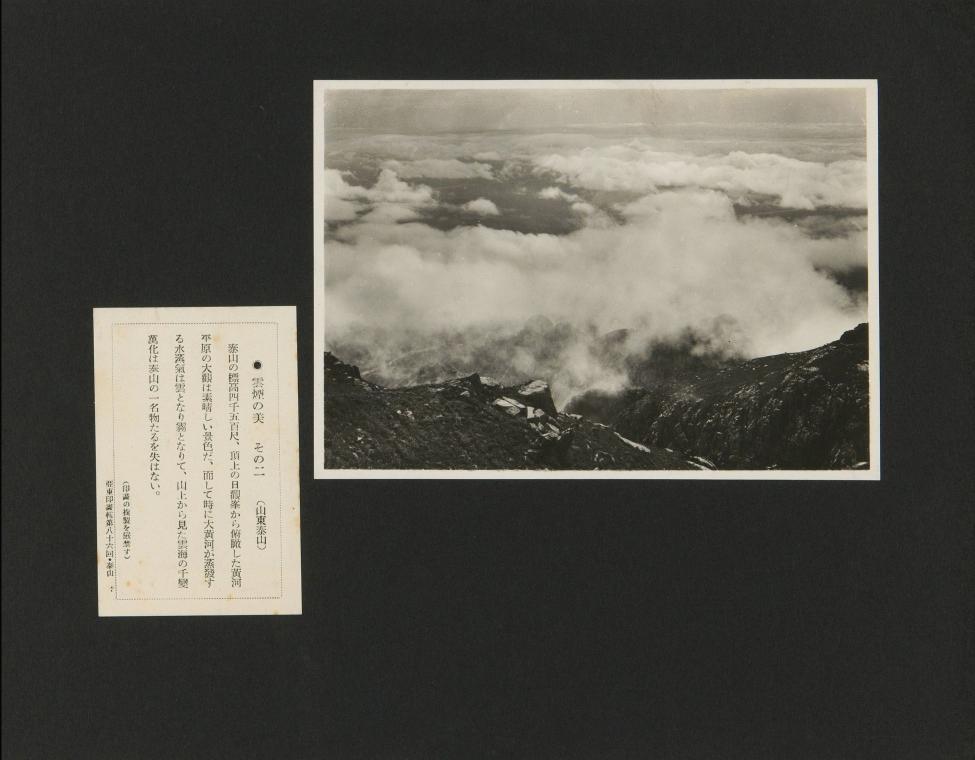 ● 雲煙の美 その二 (山東泰山)
泰山の標高四千五百尺、頂上の日觀峯から俯瞰した黃河
平原の大觀は素晴しい景色だ、而して時に大黃河が蒸發す
る水蒸氣は雲となり霧となりて、山上から見た雲海の千變
萬化は泰山の一名物たるを失はない。
(印畫の複製を嚴禁す)
亞東印畫輯第八十六回・泰山